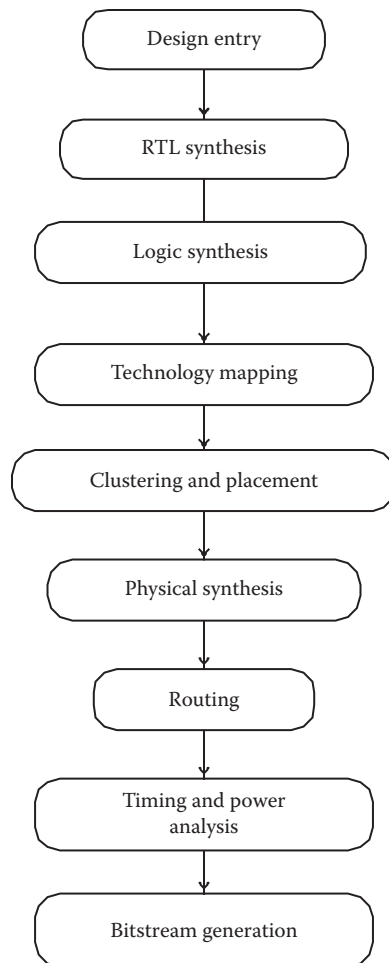 Design entry
RTL synthesis
Logic synthesis
Technology mapping
Clustering and placement
Physical synthesis
Routing
Timing and power
analysis
Bitstream generation